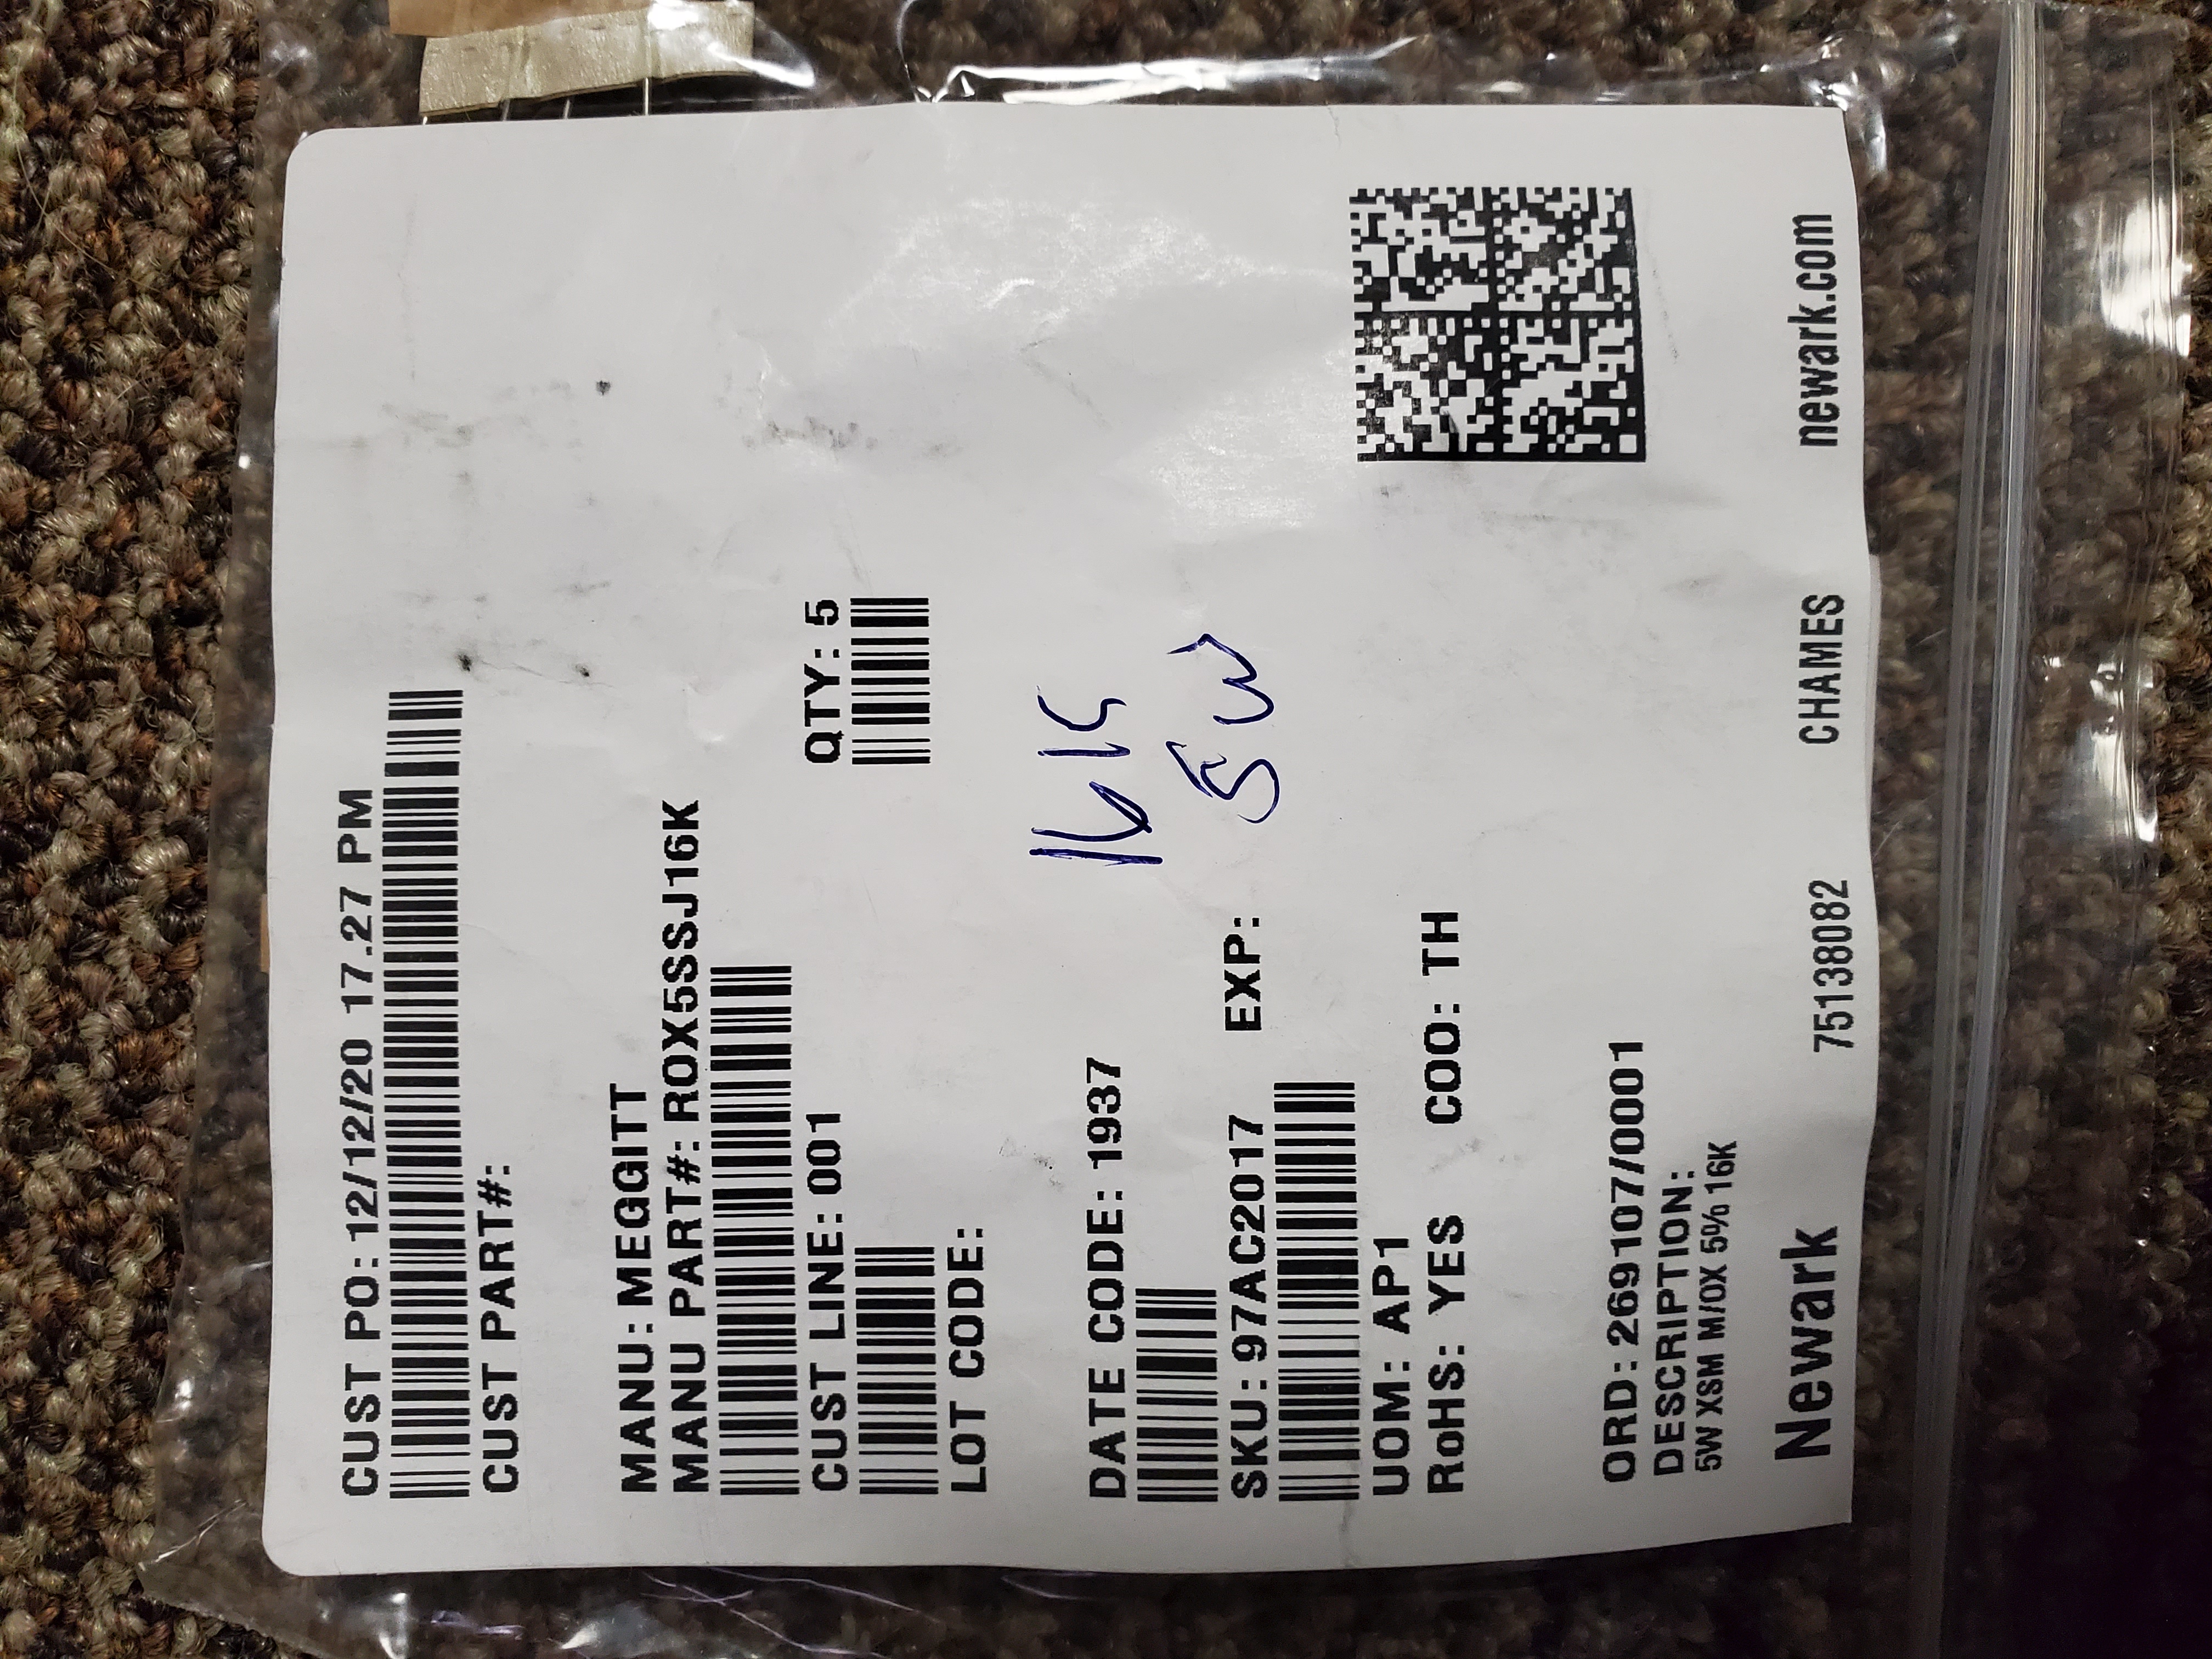 CUST PO: 12/12/20 17.27 PM
CUST PART#:
MANU: MEGGITT
MANU PART#: ROX5SSJ16K
CUST LINE: 001
QTY: 5
LOT CODE:
16K
5W
DATE CODE: 1937
SKU: 97AC2017 EXP:
UOM: AP1
RoHS: YES COO: TH
ORD: 269107/0001
DESCRIPTION:
5W XSM M/OX 5% 16K
Newark 75138082 CHAMES newark.com